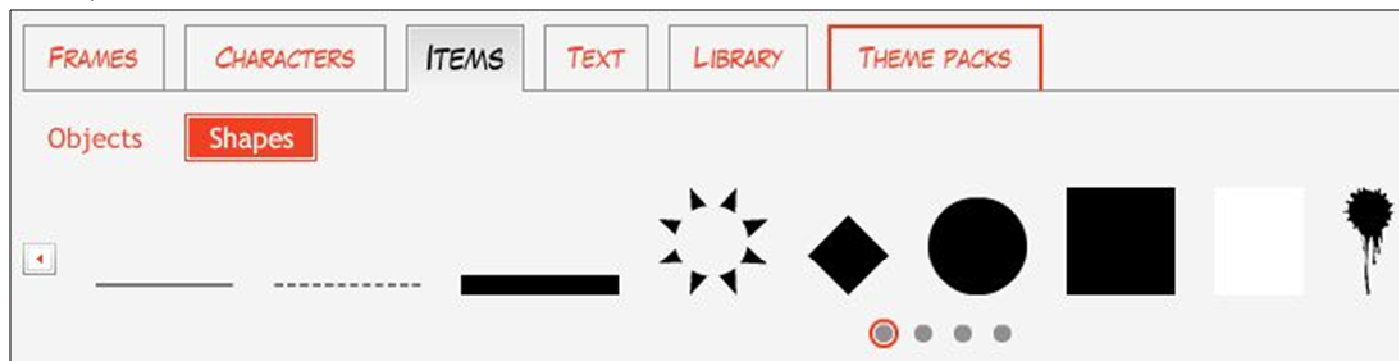 FRAMES CHARACTERS ITEMS TEXT LIBRARY THEME PACKS
Objects Shapes